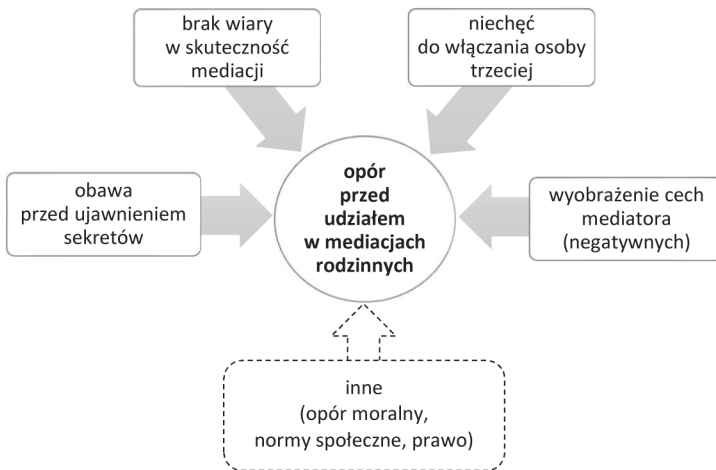 brak wiary
w skuteczność
mediacji
niechęć
do włączania osoby
trzeciej
obawa
przed ujawnieniem
sekretów
opór
przed
udziałem
w mediacjach
rodzinnych
wyobrażenie cech
mediatora
(negatywnych)
inne
(opór moralny,
normy społeczne, prawo)